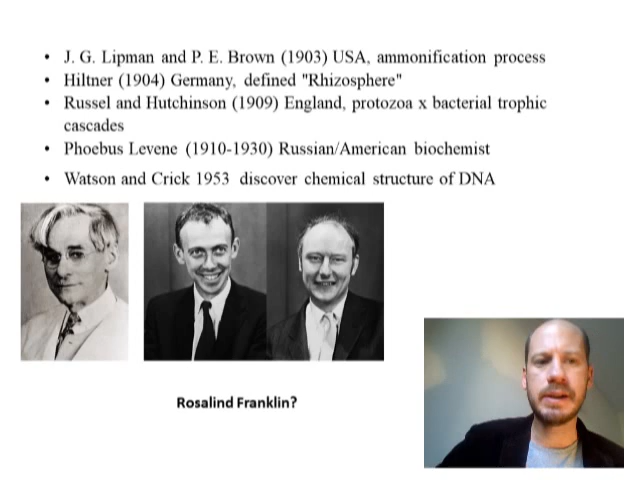 • J. G. Lipman and P. E. Brown (1903) USA, ammonification process
• Hiltner (1904) Germany, defined "Rhizosphere"
• Russel and Hutchinson (1909) England, protozoa x bacterial trophic
cascades
• Phoebus Levene (1910-1930) Russian/American biochemist
• Watson and Crick 1953 discover chemical structure of DNA
Rosalind Franklin?